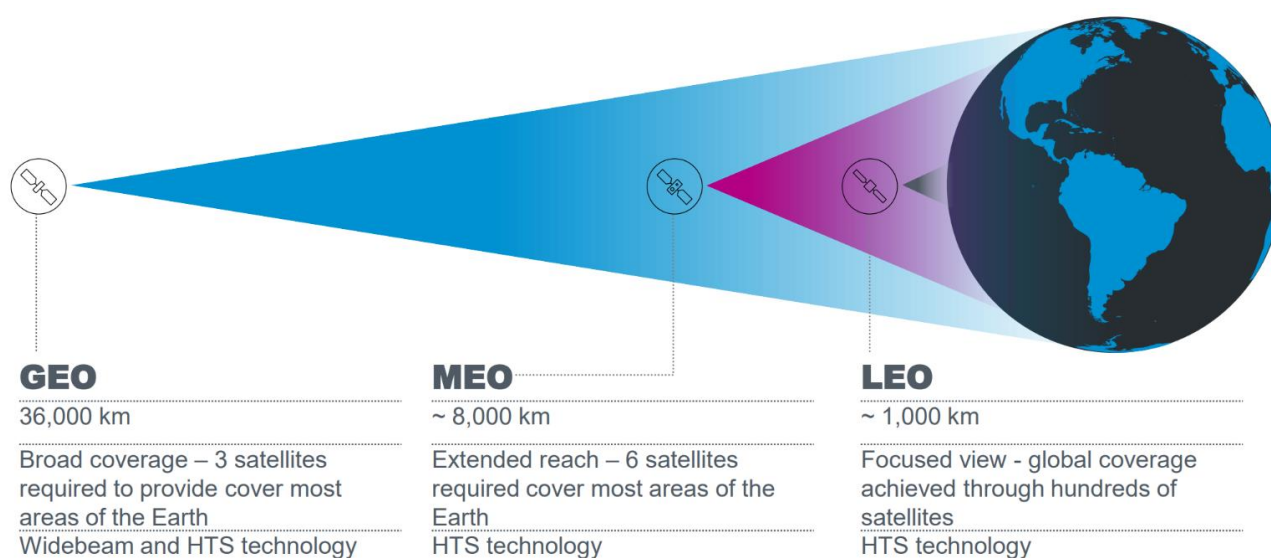 GEO
36,000 km
Broad coverage – 3 satellites
required to provide cover most
areas of the Earth
Widebeam and HTS technology
MEO
~ 8,000 km
Extended reach – 6 satellites
required cover most areas of the
Earth
HTS technology
LEO
~ 1,000 km
Focused view - global coverage
achieved through hundreds of
satellites
HTS technology